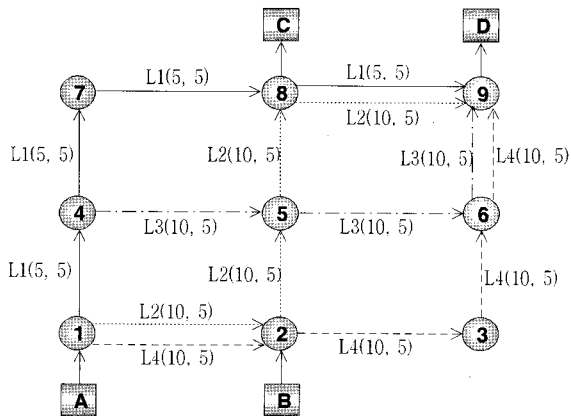 C
D
L1(5, 5)
L1(5, 5)
7
8
9
L2(10, 5)
L1(5, 5)
L2(10, 5)
L3(10, 5)
L4(10, 5)
4
5
6
L3(10, 5)
L3(10, 5)
L1(5, 5)
L2(10, 5)
L4(10, 5)
L2(10, 5)
1
2
3
L4(10, 5)
L4(10, 5)
A
B